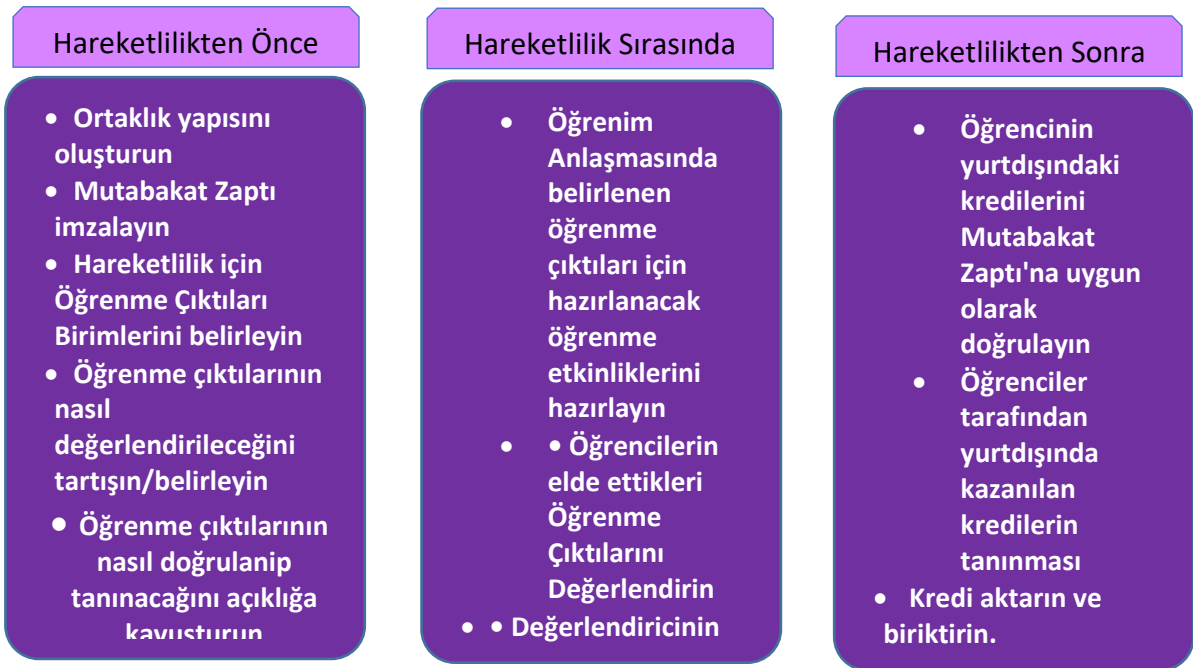 Hareketlilikten Önce
• Ortaklık yapısını
oluşturun
• Mutabakat Zaptı
imzalayın
• Hareketlilik için
Öğrenme Çıktıları
Birimlerini belirleyin
• Öğrenme çıktılarının
nasıl
değerlendirileceğini
tartışın/belirleyin
• Öğrenme çıktılarının
nasıl doğrulanip
tanınacağını açıklığa
kavuşturun
Hareketlilik Sırasında
• Öğrenim
Anlaşmasında
belirlenen
öğrenme
çıktıları için
hazırlanacak
öğrenme
etkinliklerini
hazırlayın
• • Öğrencilerin
elde ettikleri
Öğrenme
Çıktılarını
Değerlendirin
• • Değerlendiricinin
Hareketlilikten Sonra
• Öğrencinin
yurtdışındaki
kredilerini
Mutabakat
Zaptı'na uygun
olarak
doğrulayın
• Öğrenciler
tarafından
yurtdışında
kazanılan
kredilerin
tanınması
• Kredi aktarın ve
biriktirin.